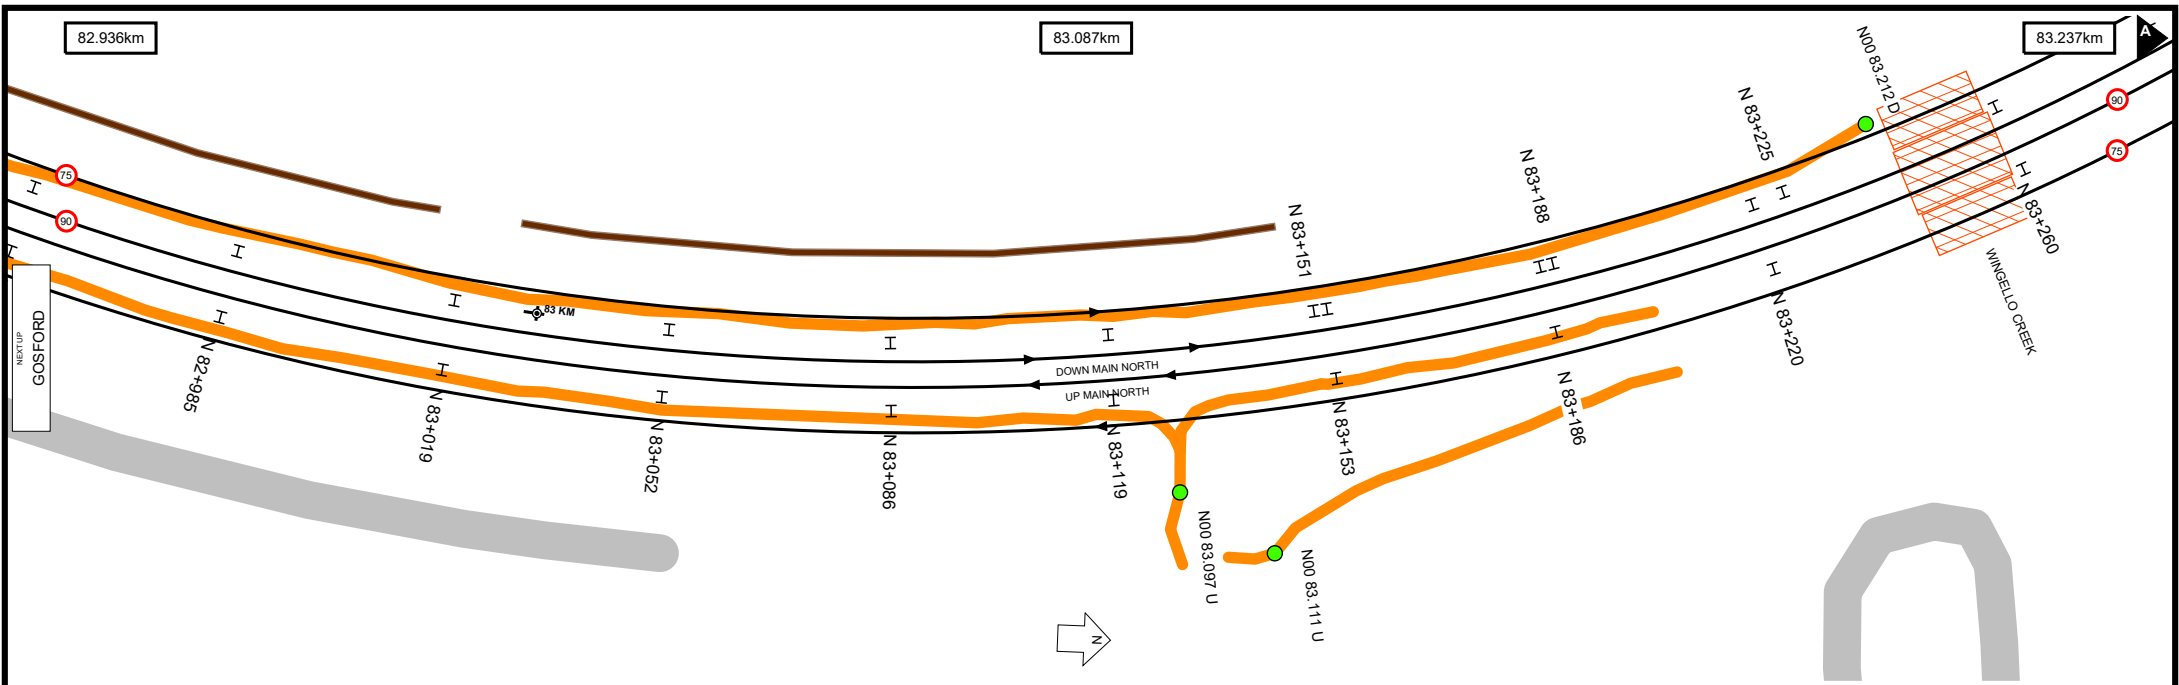 82.936km
83.087km
83.237km
A
N00 83.212 D
90
75
N 83+225
N 83+188
N 83+151
75
90
83 KM
N 83+260
WINGELLO CREEK
NEXT UP
GOSFORD
DOWN MAIN NORTH
UP MAIN NORTH
N 82+985
N 83+019
N 83+052
N 83+086
N 83+119
N 83+153
N 83+186
N 83+220
N00 83.097 U
N00 83.111 U
N